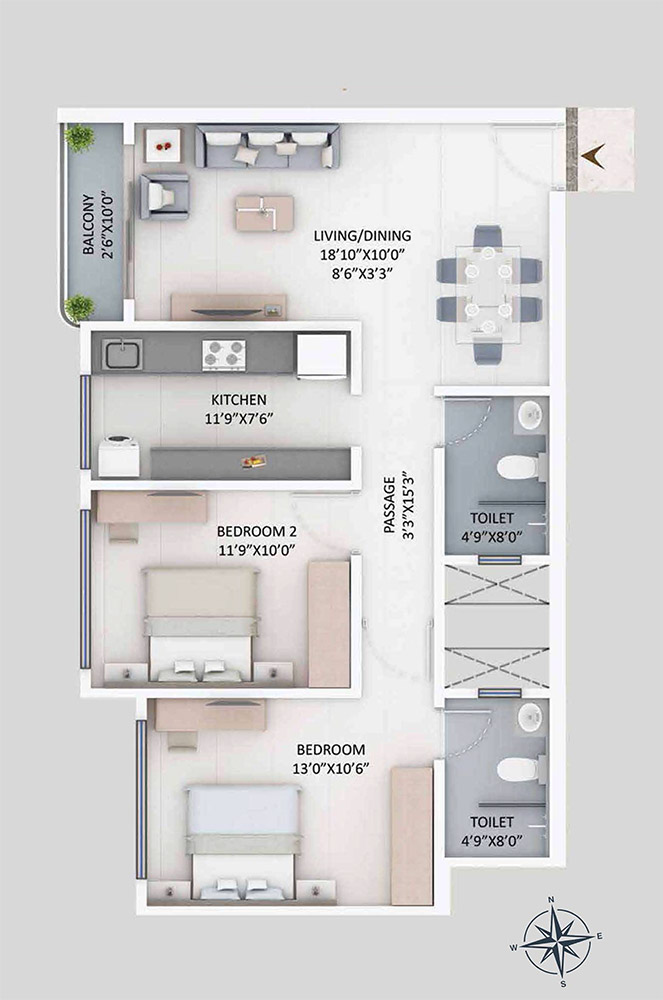 BALCONY
2’6”X10’0”
LIVING/DINING
18’10”X10’0”
8’6”X3’3”
KITCHEN
11’9”X7’6”
PASSAGE
3’3”X15’3”
TOILET
4’9”X8’0”
BEDROOM 2
11’9”X10’0”
BEDROOM
13’0”X10’6”
TOILET
4’9”X8’0”
N
W
E
S